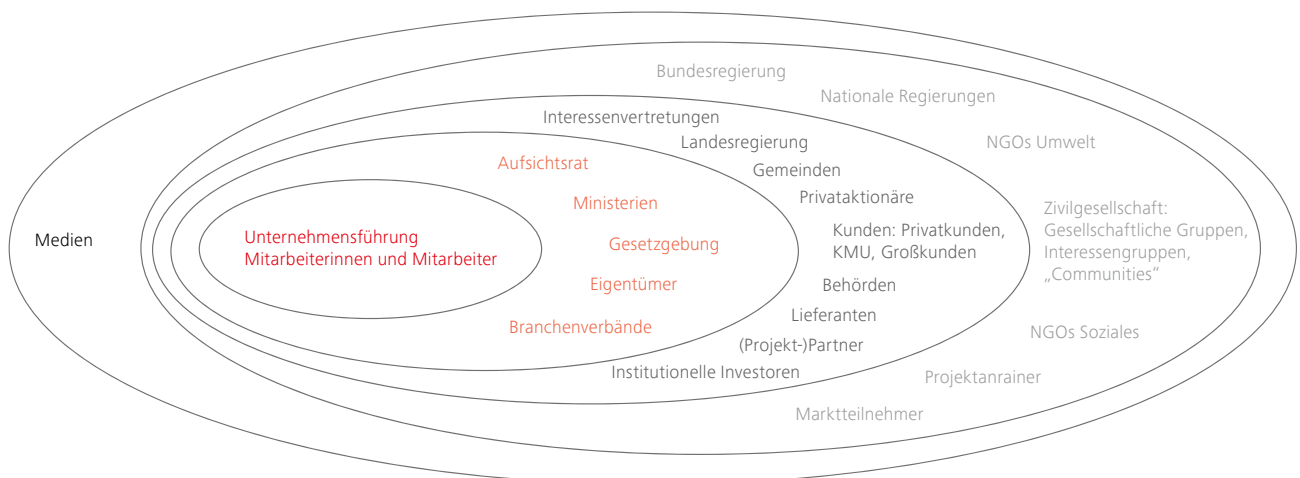 Medien
Unternehmensführung
Mitarbeiterinnen und Mitarbeiter
Aufsichtsrat
Ministerien
Gesetzgebung
Eigentümer
Branchenverbände
Interessenvertretungen
Landesregierung
Gemeinden
Privataktionäre
Kunden: Privatkunden,
KMU, Großkunden
Behörden
Lieferanten
(Projekt-)Partner
Institutionelle Investoren
Bundesregierung
Nationale Regierungen
NGOs Umwelt
Zivilgesellschaft:
Gesellschaftliche Gruppen,
Interessengruppen,
„Communities“
NGOs Soziales
Projektanrainer
Marktteilnehmer